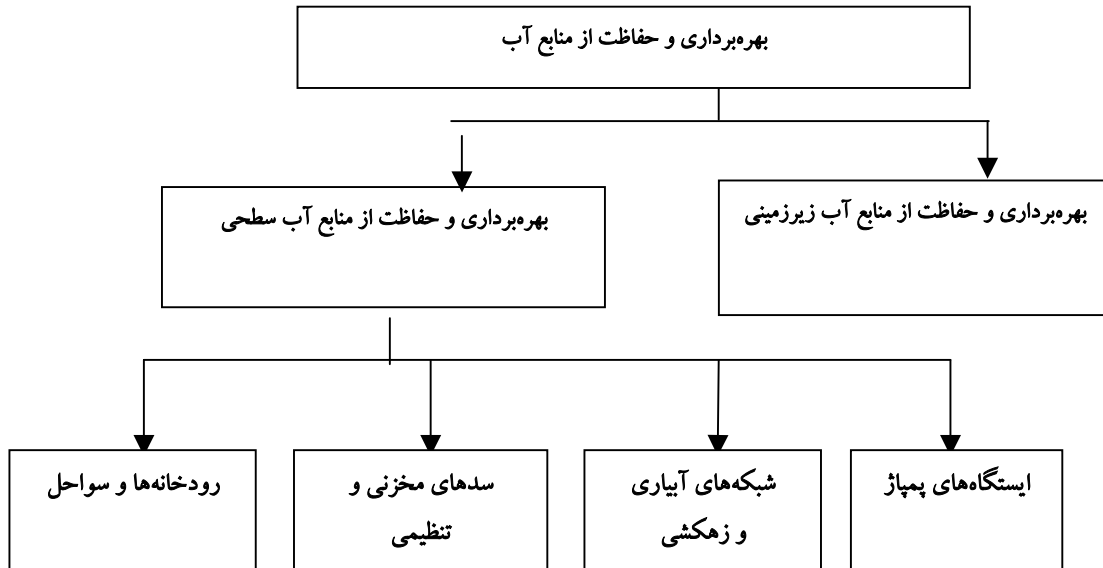 بهره‌برداری و حفاظت از منابع آب
بهره‌برداری و حفاظت از منابع آب زیرزمینی
بهره‌برداری و حفاظت از منابع آب سطحی
ایستگاه‌های پمپاژ
شبکه‌های آبیاری
و زهکشی
سدهای مخزنی و
تنظیمی
رودخانه‌ها و سواحل